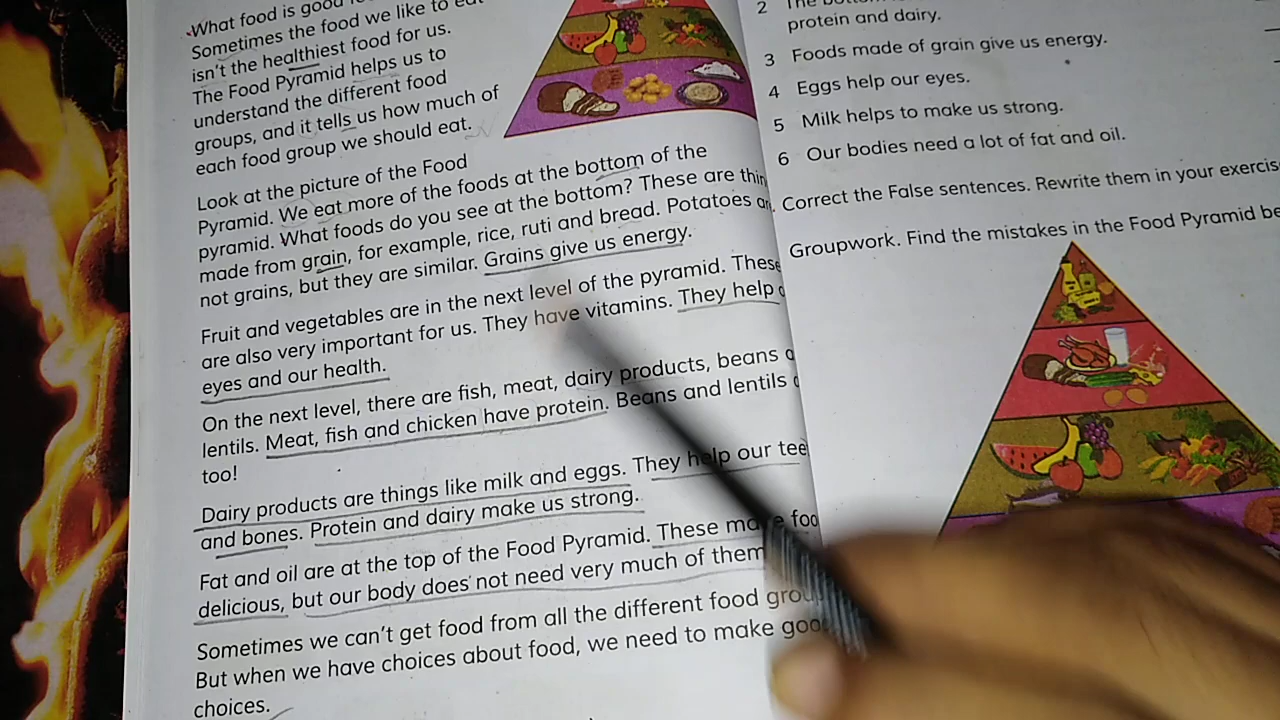 What food is good
Sometimes the food we like to eat
isn't the healthiest food for us.
The Food Pyramid helps us to
understand the different food
groups, and it tells us how much of
each food group we should eat.
Look at the picture of the Food
Pyramid. We eat more of the foods at the bottom of the
pyramid. What foods do you see at the bottom? These are
made from grain, for example, rice, ruti and bread. Potatoes
not grains, but they are similar. Grains give us energy.
Fruit and vegetables are in the next level of the pyramid. These
are also very important for us. They have vitamins. They help
eyes and our health.
On the next level, there are fish, meat, dairy products, beans
lentils. Meat, fish and chicken have protein. Beans and lentils
too!
Dairy products are things like milk and eggs. They help our
and bones. Protein and dairy make us strong.
Fat and oil are at the top of the Food Pyramid. These make
delicious, but our body does not need very much of them
Sometimes we can't get food from all the different food
But when we have choices about food, we need to make
choices.
2 The
protein and dairy.
3 Foods made of grain give us energy.
4 Eggs help our eyes.
5 Milk helps to make us strong.
6 Our bodies need a lot of fat and oil.
Correct the False sentences. Rewrite them in your
Groupwork. Find the mistakes in the Food Pyramid